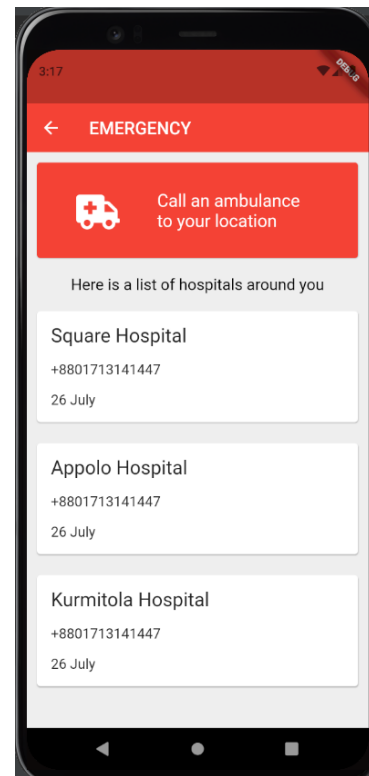 3:17
DEBUG
EMERGENCY
Call an ambulance
to your location
Here is a list of hospitals around you
Square Hospital
+8801713141447
26 July
Appolo Hospital
+8801713141447
26 July
Kurmitola Hospital
+8801713141447
26 July